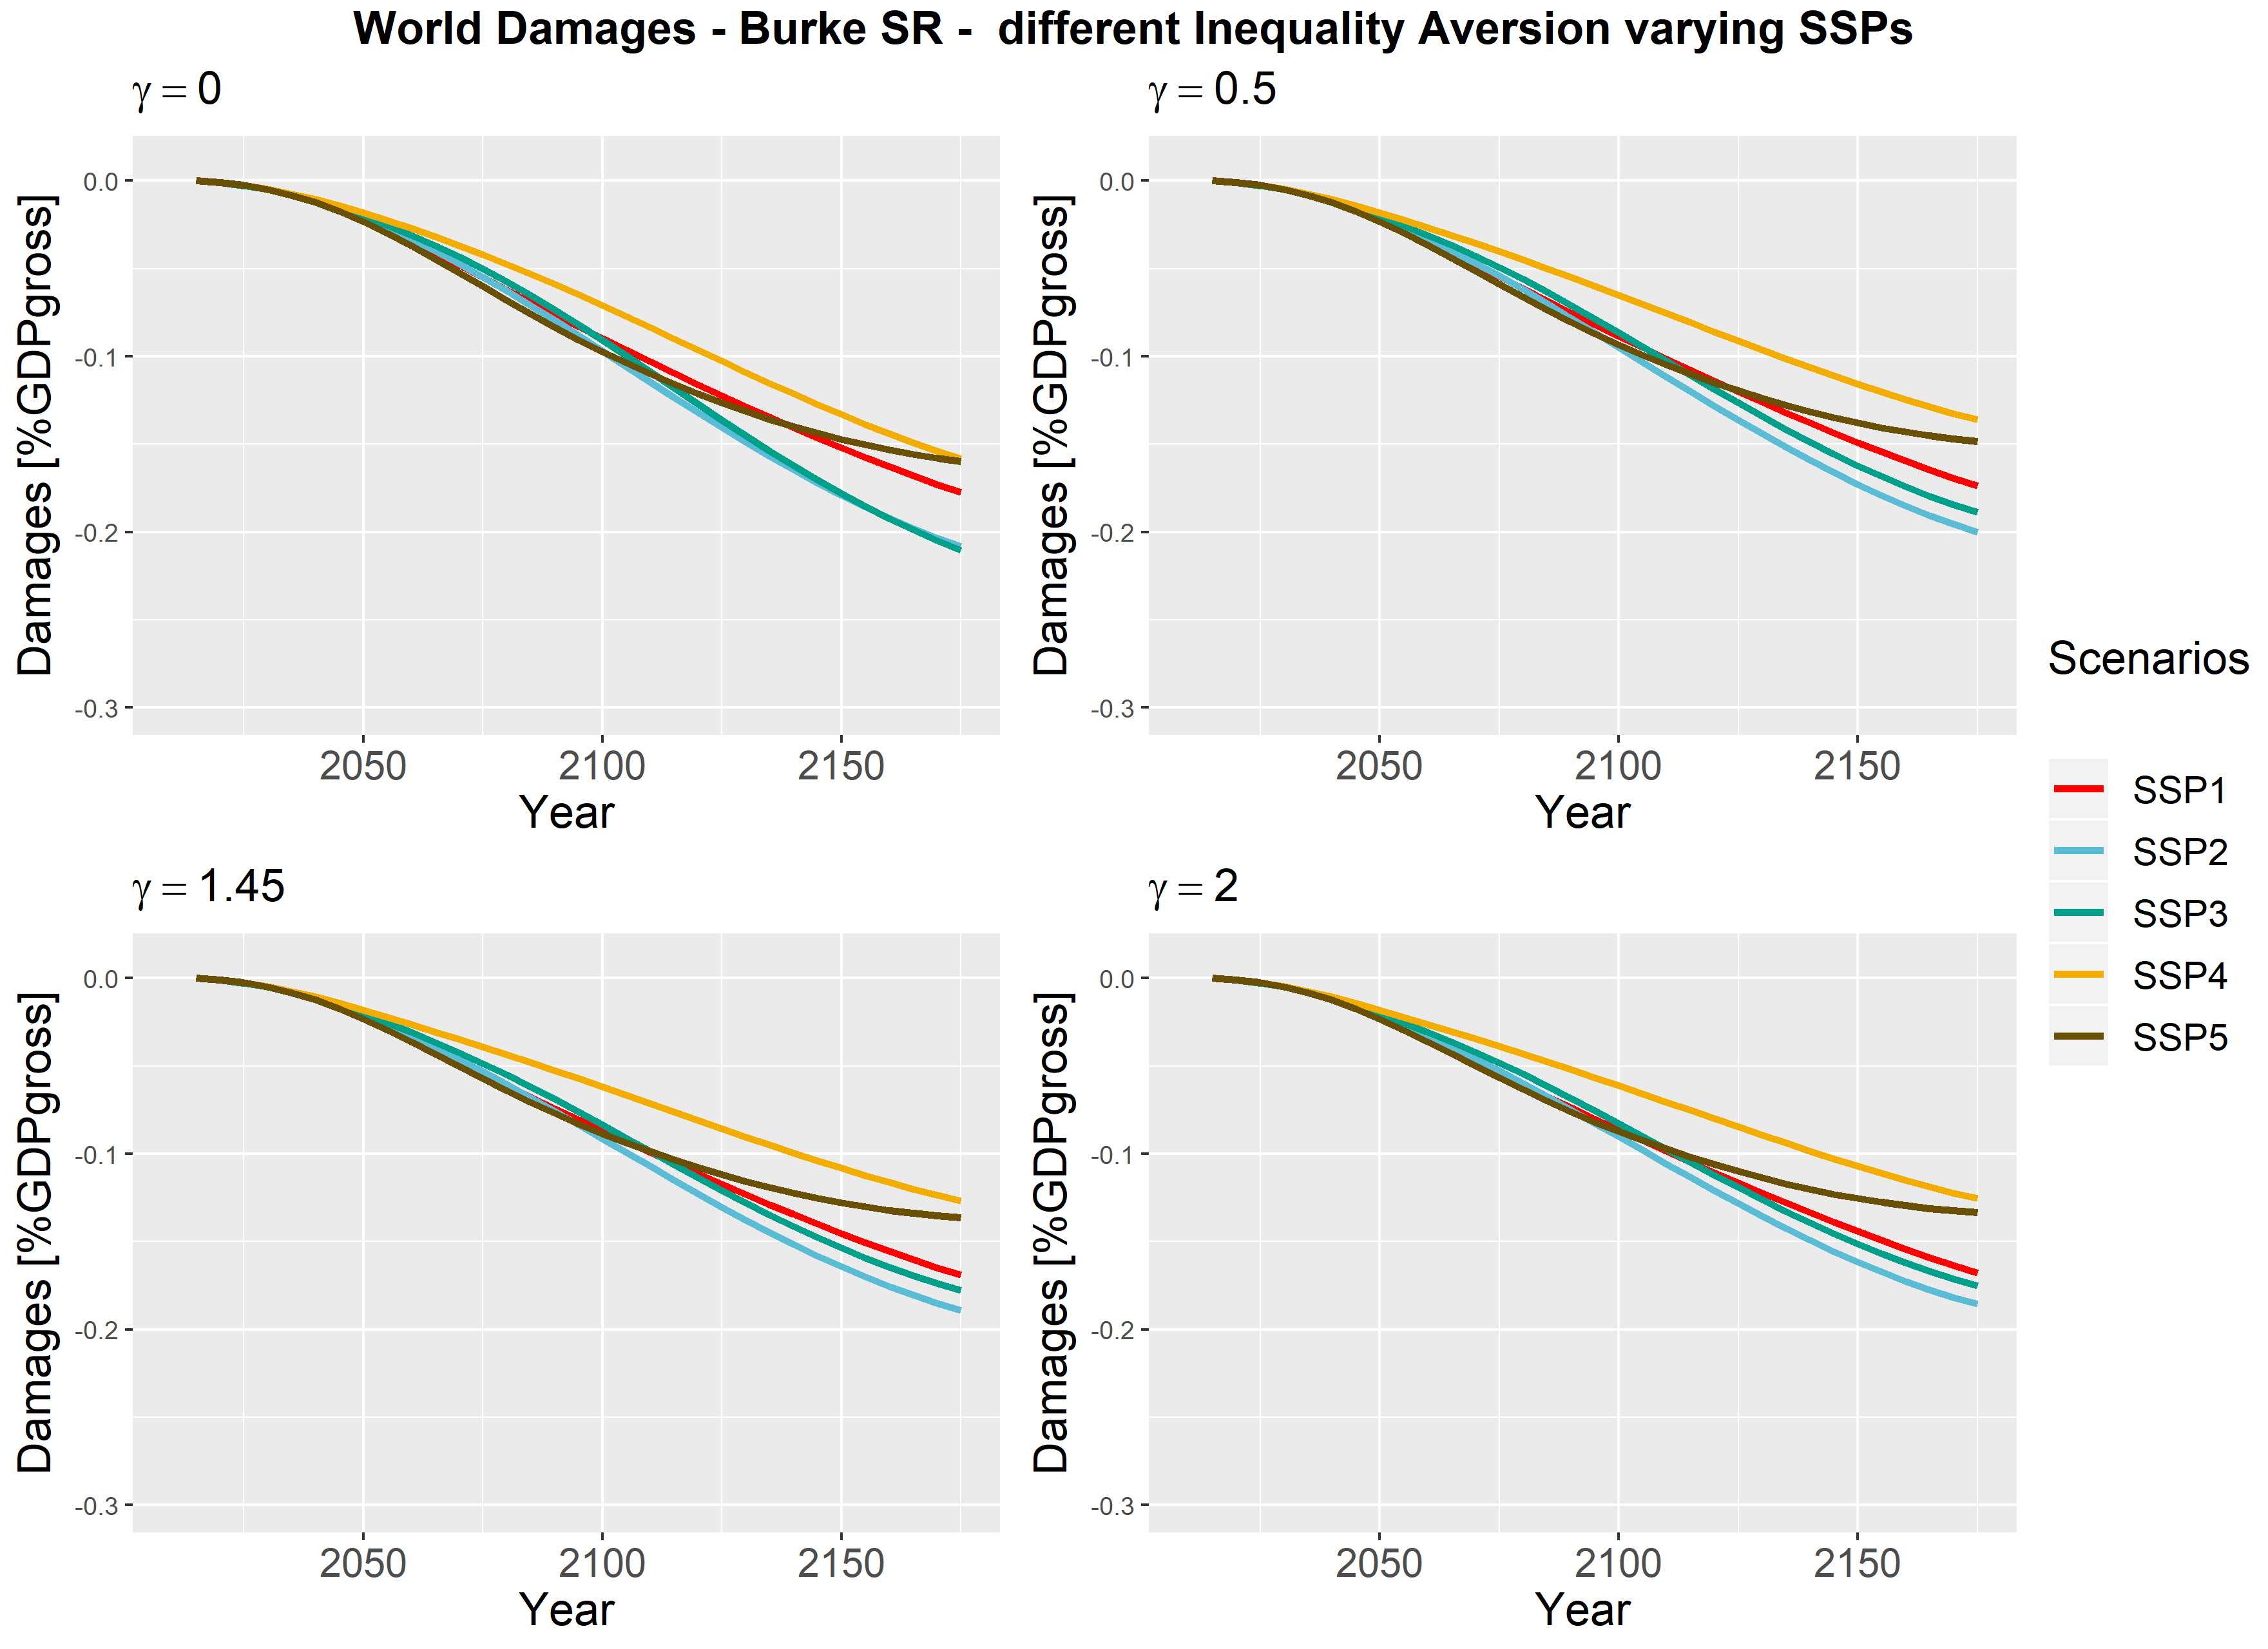 World Damages - Burke SR -  different Inequality Aversion varying SSPs
γ = 0
Damages [%GDPgross]
0.0
-0.1
-0.2
-0.3
2050 2100 2150
Year
γ = 0.5
Damages [%GDPgross]
0.0
-0.1
-0.2
-0.3
2050 2100 2150
Year
γ = 1.45
Damages [%GDPgross]
0.0
-0.1
-0.2
-0.3
2050 2100 2150
Year
γ = 2
Damages [%GDPgross]
0.0
-0.1
-0.2
-0.3
2050 2100 2150
Year
Scenarios
SSP1
SSP2
SSP3
SSP4
SSP5